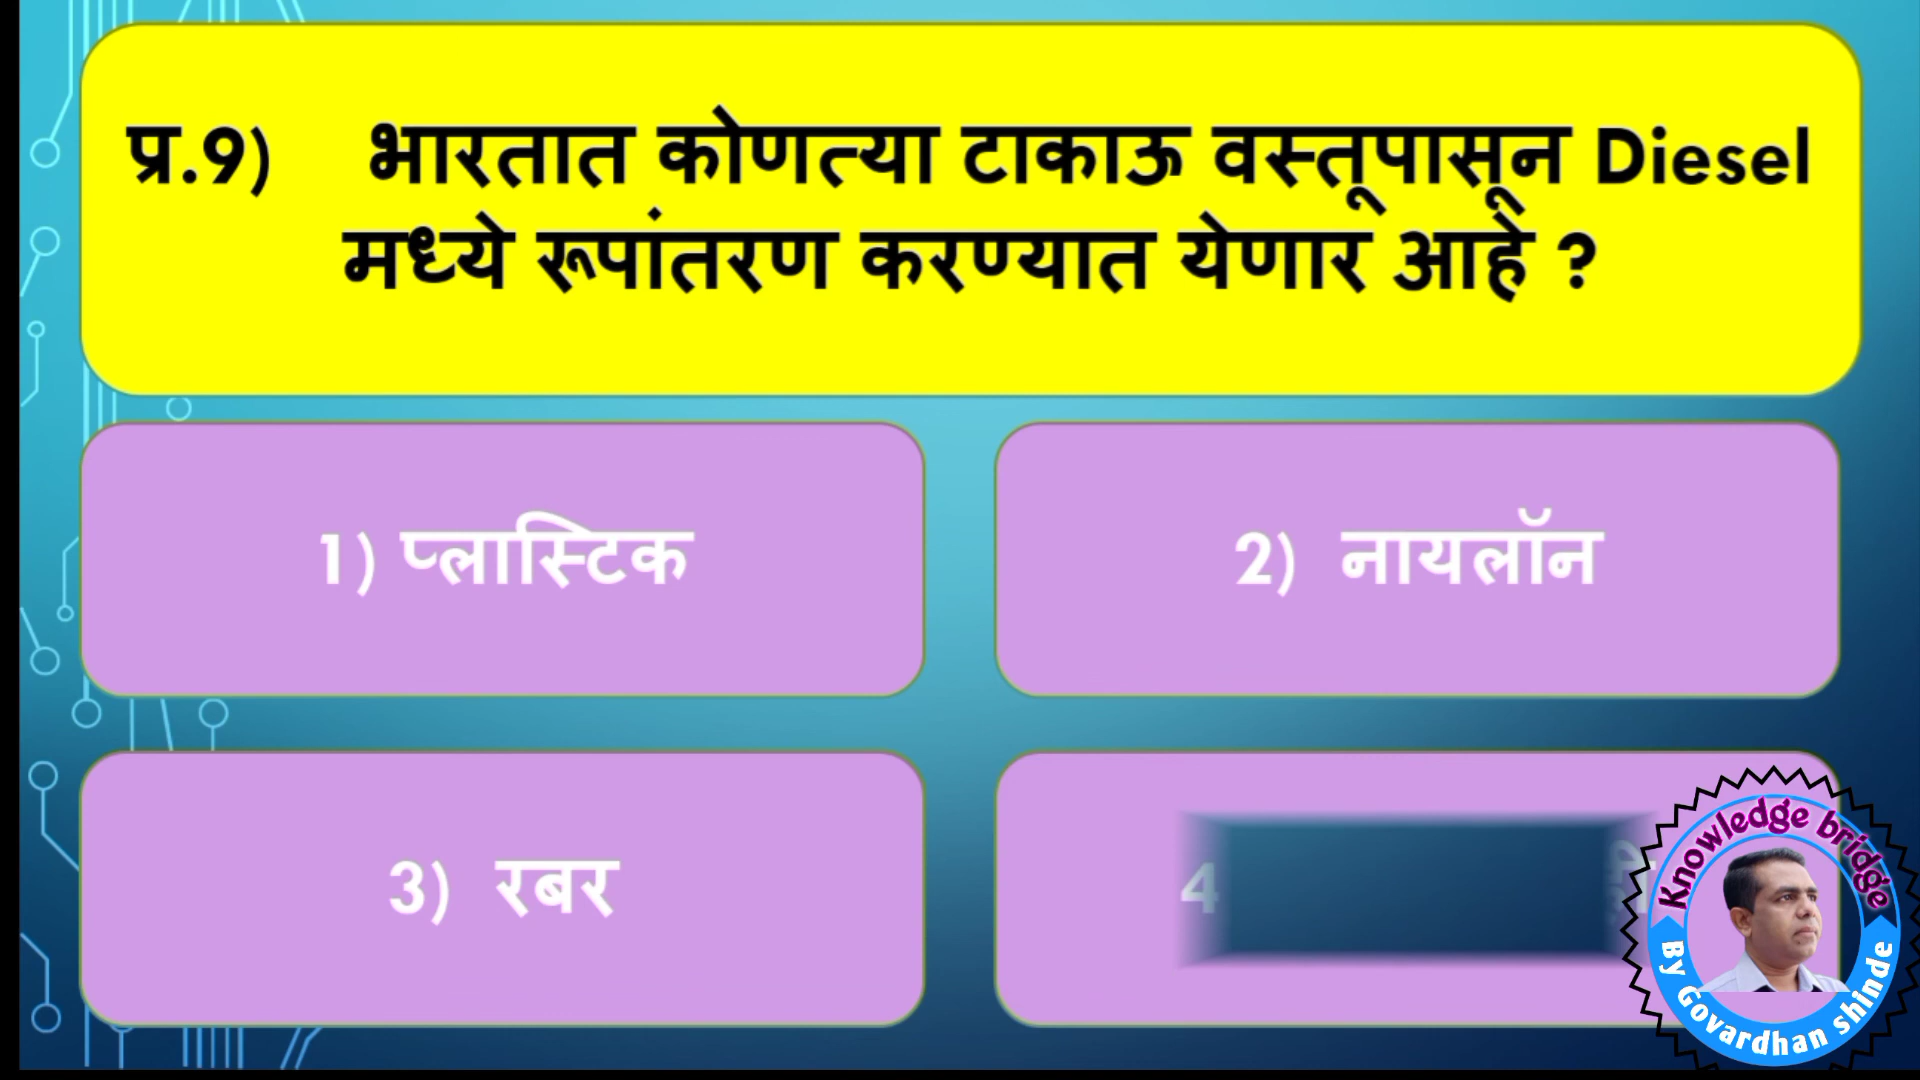 प्र.9) भारतात कोणत्या टाकाऊ वस्तूपासून Diesel
मध्ये रूपांतरण करण्यात येणार आहे ?
1) प्लास्टिक
2) नायलॉन
3) रबर
4
Knowledge bridge
By Govardhan shinde